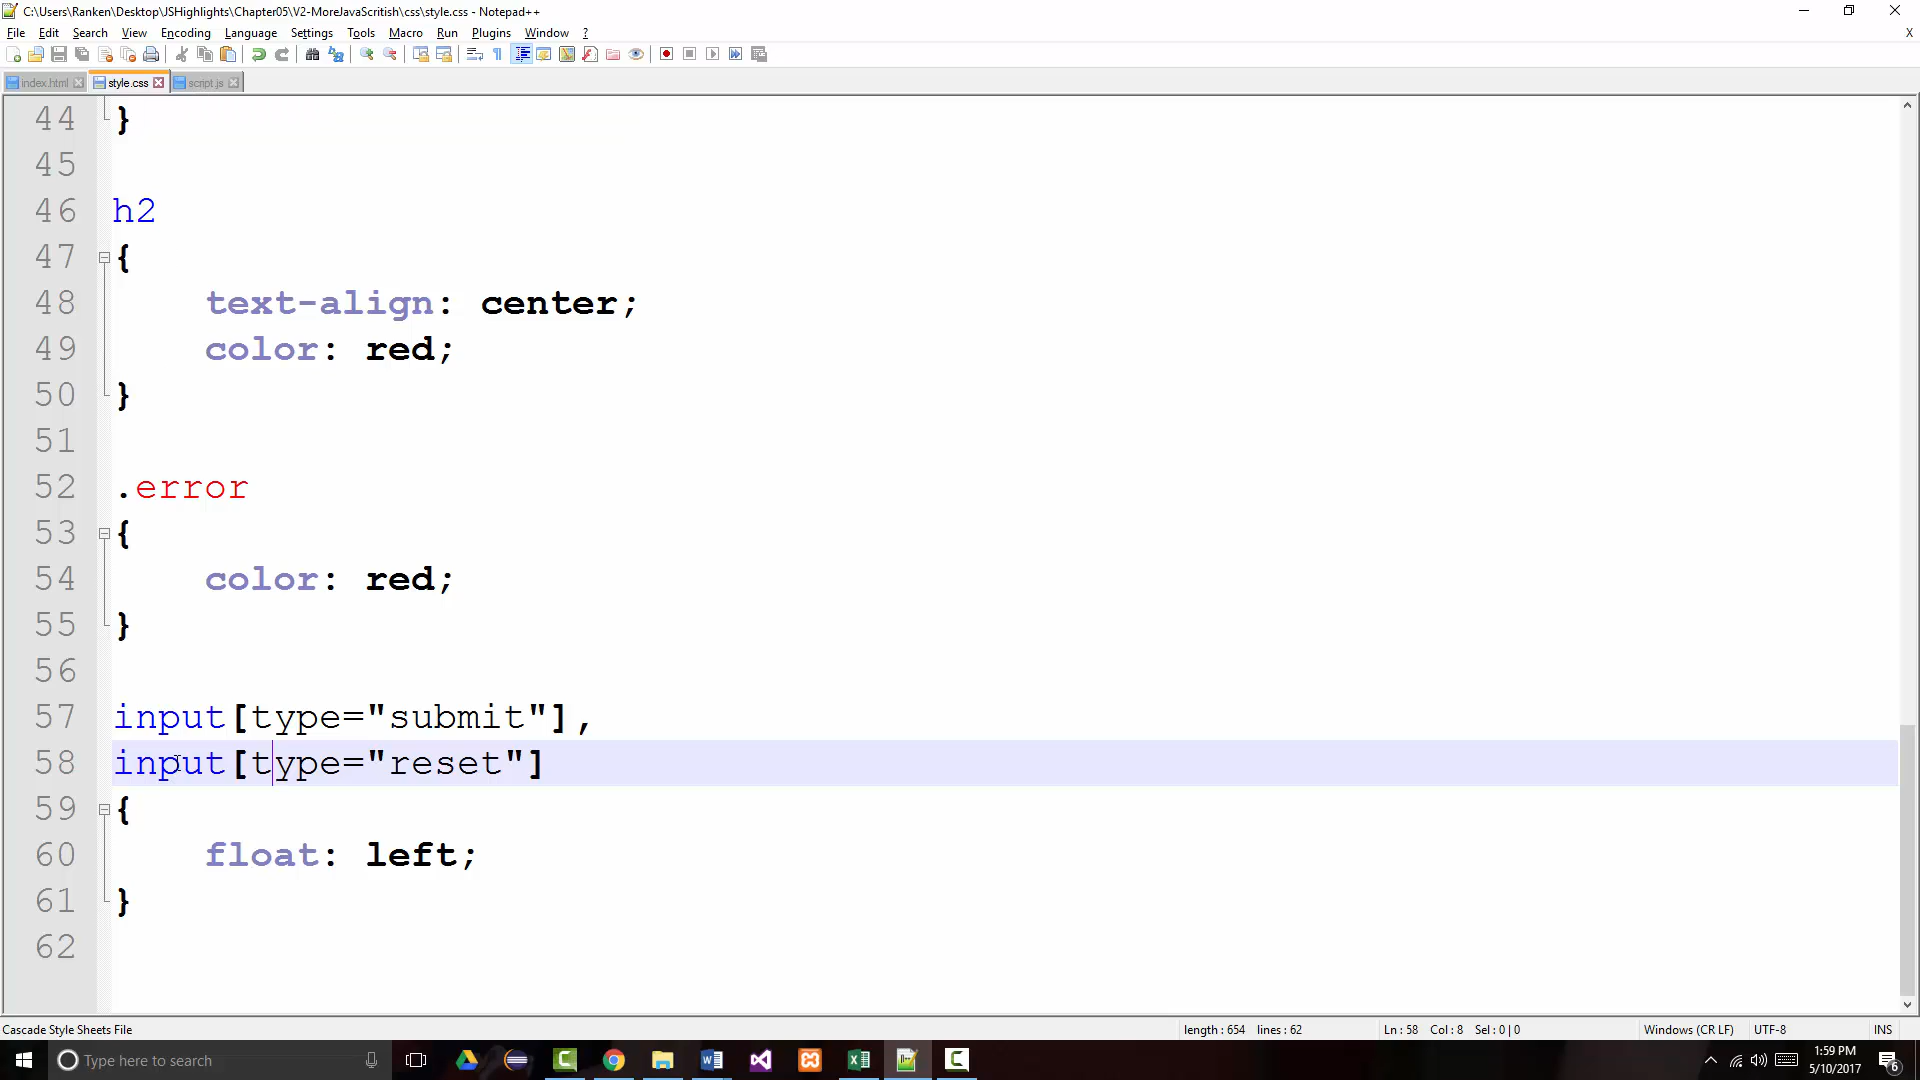 C:\Users\Ranken\Desktop\JSHighlights\Chapter05\V2-MoreJavaScritish\css\style.css - Notepad++
File Edit Search View Encoding Language Settings Tools Macro Run Plugins Window ? X
index.html style.css script.js
44 }
45
46 h2
47 {
48 text-align: center;
49 color: red;
50 }
51
52 .error
53 {
54 color: red;
55 }
56
57 input[type="submit"],
58 input[type="reset"]
59 {
60 float: left;
61 }
62
Cascade Style Sheets File length : 654 lines : 62 Ln : 58 Col : 8 Sel : 0 | 0 Windows (CR LF) UTF-8 INS
Type here to search
1:59 PM
5/10/2017
6